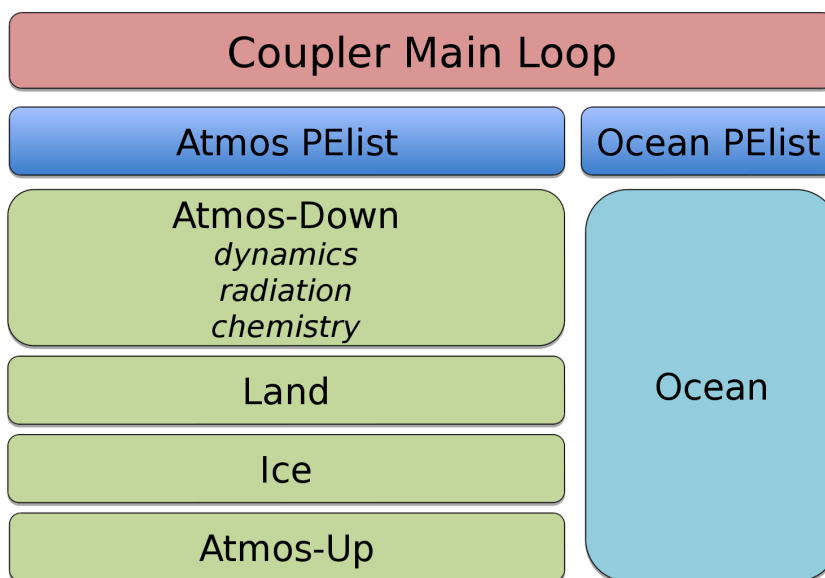 Coupler Main Loop
Atmos PElist
Ocean PElist
Atmos-Down
dynamics
radiation
chemistry
Land
Ice
Atmos-Up
Ocean